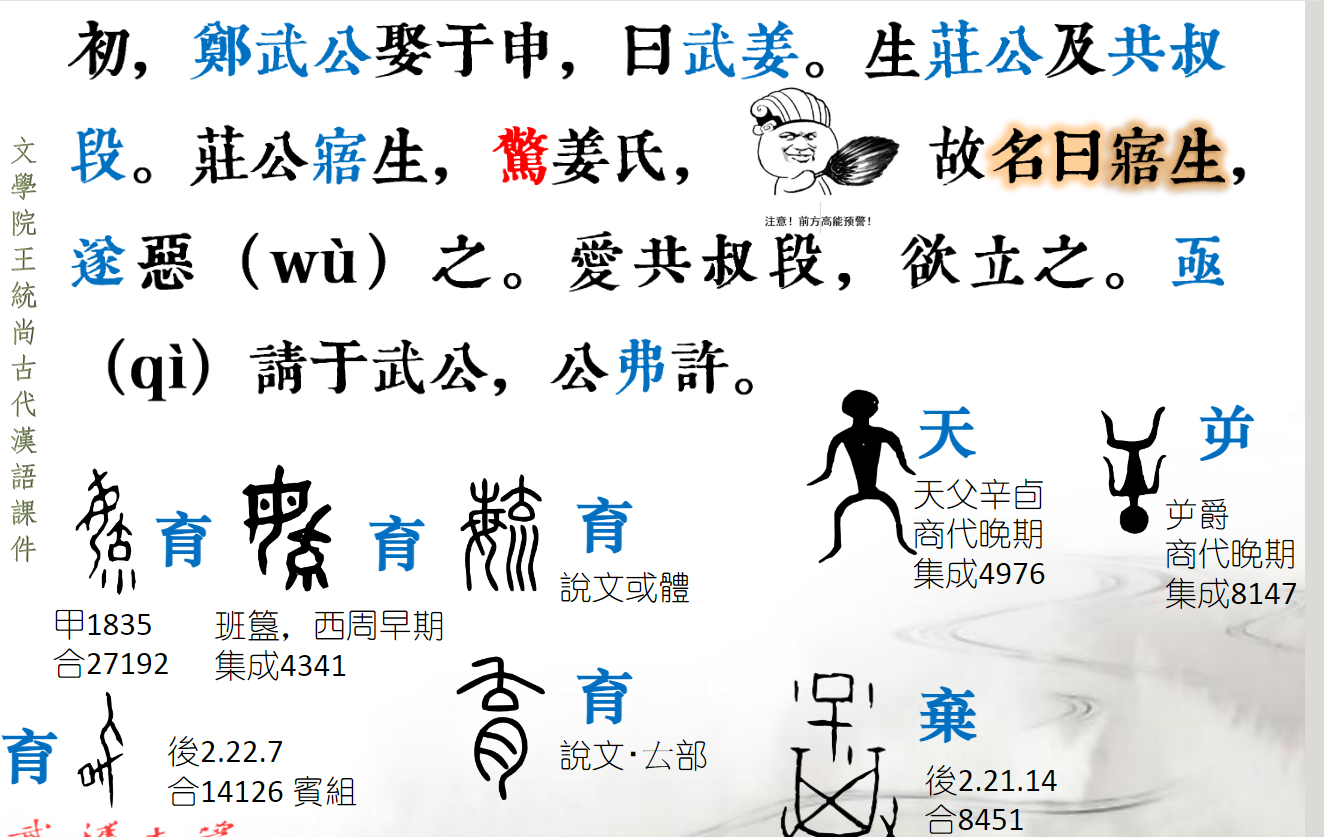 初，鄭武公娶于申，曰武姜。生莊公及共叔
段。莊公寤生，驚姜氏，故名曰寤生，
注意！前方高能预警！
遂惡（wù）之。愛共叔段，欲立之。亟
（qì）請于武公，公弗許。
文學院王統尚古代漢語課件
天
天父辛卣
商代晚期
集成4976
屰
屰爵
商代晚期
集成8147
育
甲1835
合27192
育
班簋，西周早期
集成4341
育
說文或體
育
後2.22.7
合14126 賓組
育
說文·𠫓部
棄
後2.21.14
合8451